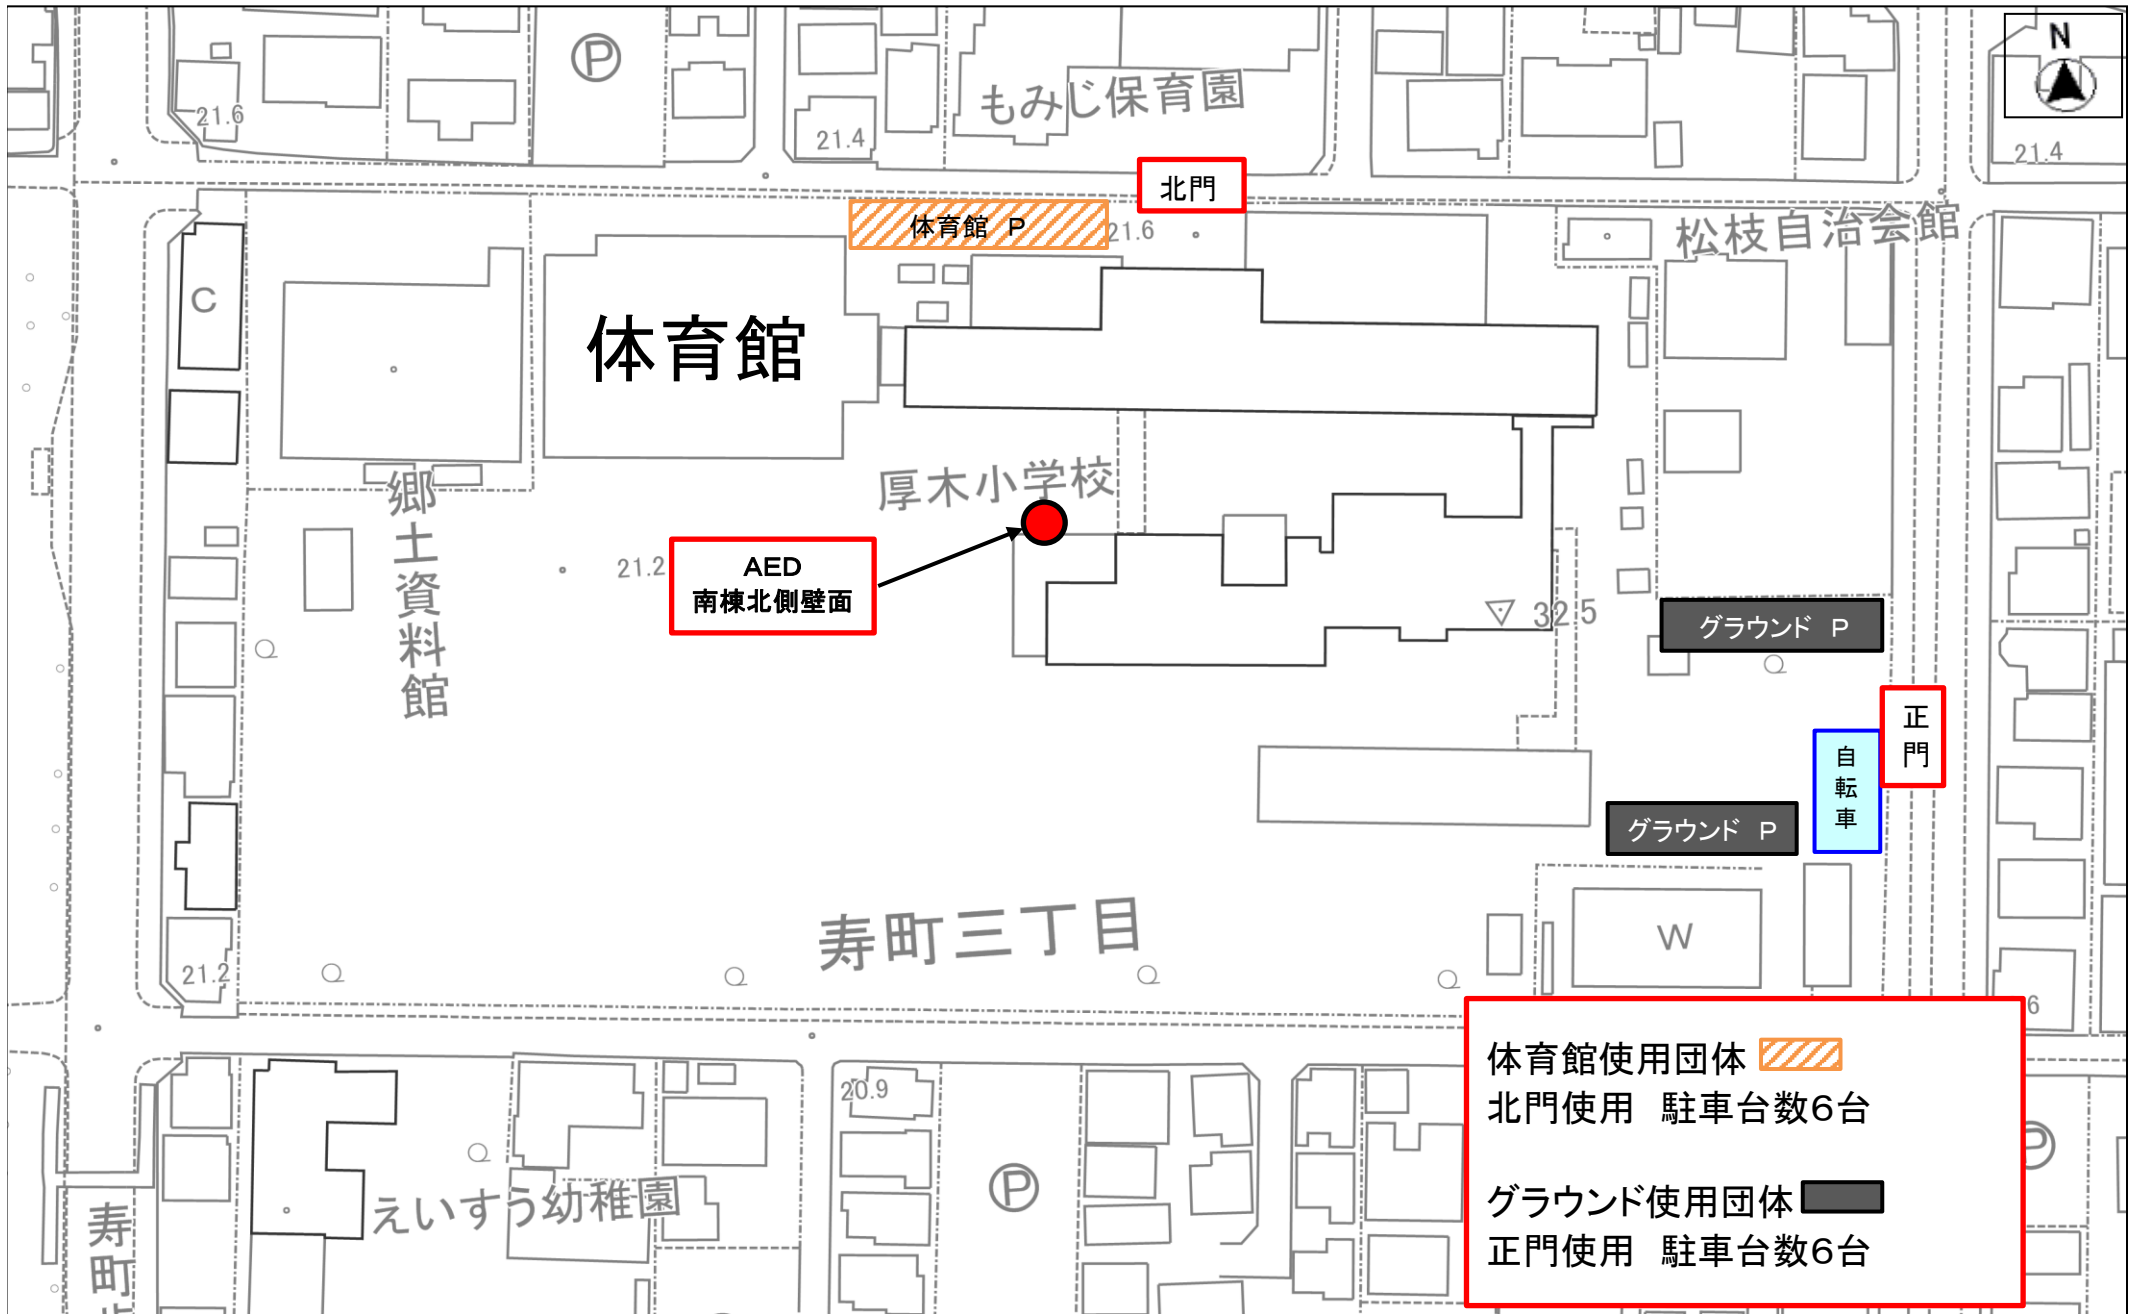 N
Ⓟ
21.6
もみじ保育園
21.4
21.4
北門
体育館 P
21.6
松枝自治会館
C
体育館
厚木小学校
郷土資料館
21.2
AED
南棟北側壁面
32 5
グラウンド P
正門
自転車
グラウンド P
寿町三丁目
W
21.2
6
体育館使用団体
北門使用 駐車台数6台
グラウンド使用団体
正門使用 駐車台数6台
20.9
Ⓟ
Ⓟ
えいすう幼稚園
寿町